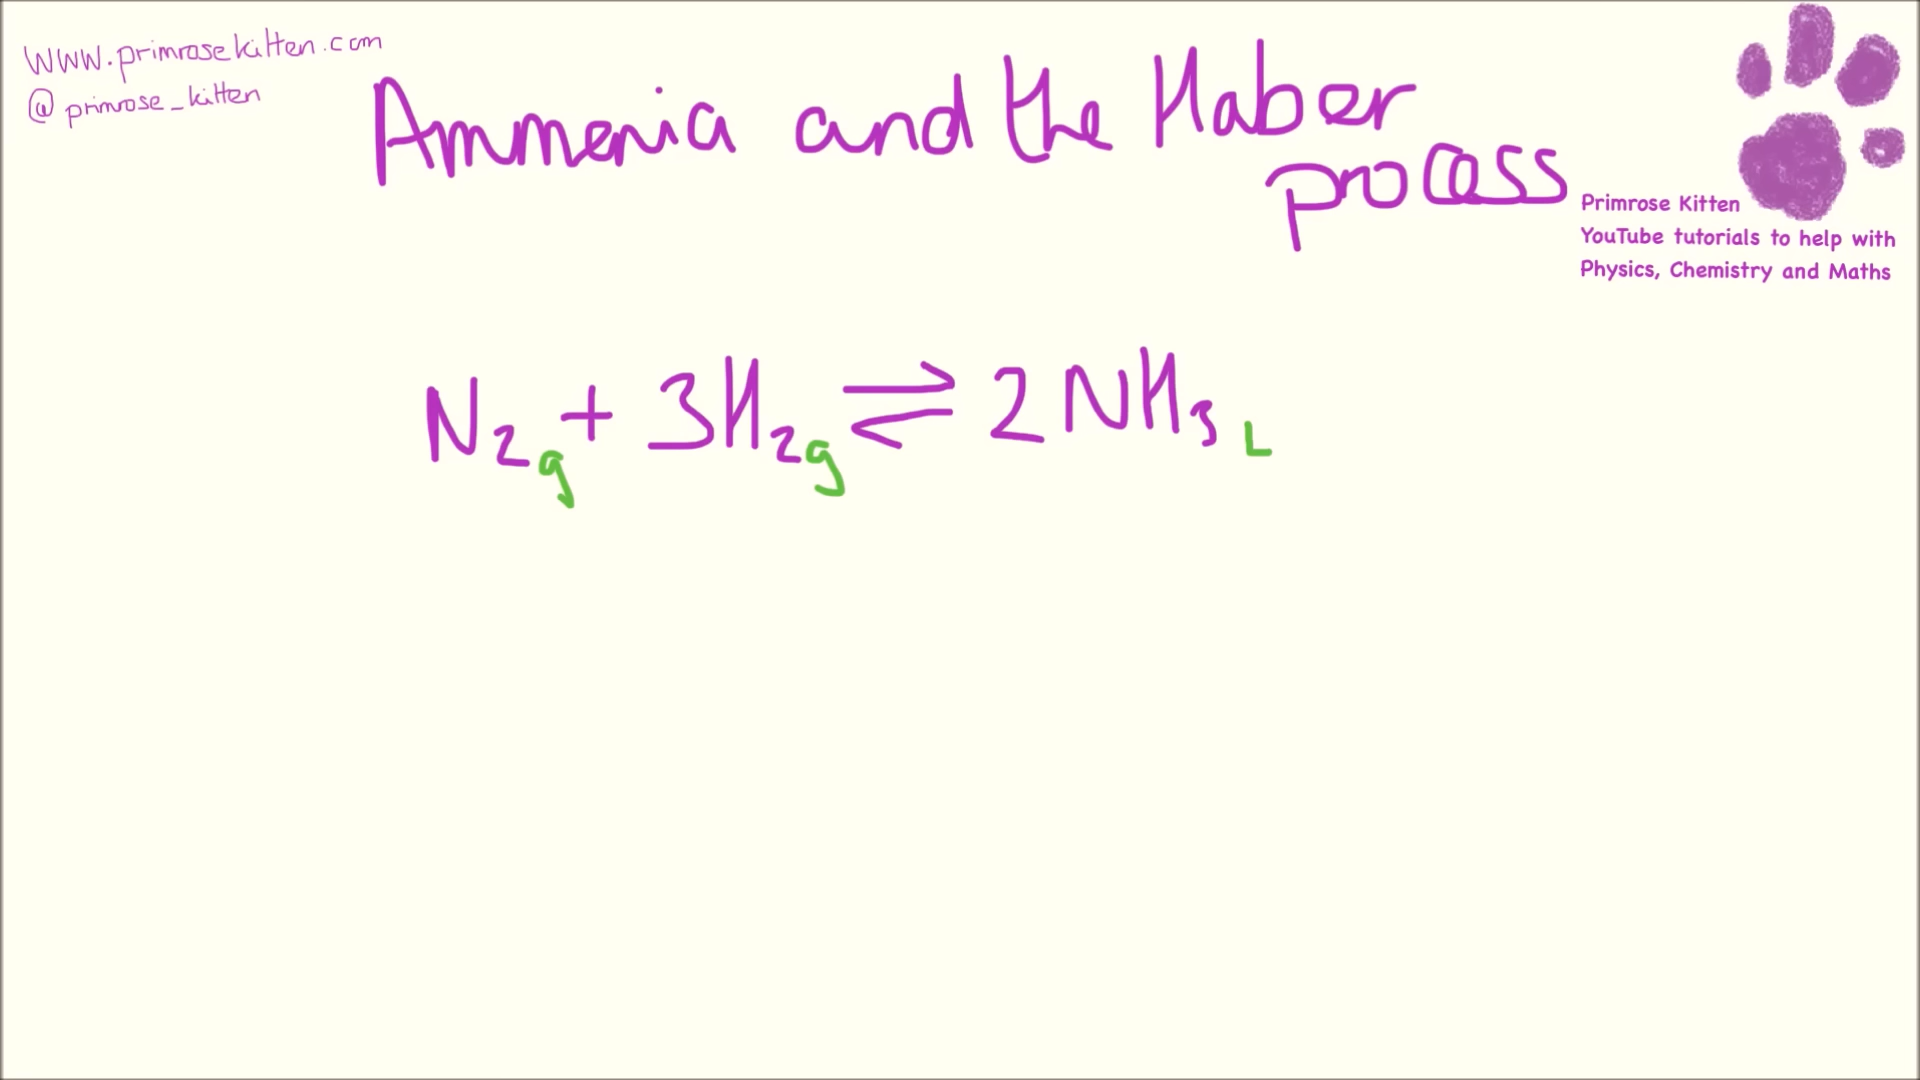 www.primrosekitten.com
@primrose_kitten
Ammenia and the Haber
process
Primrose Kitten
YouTube tutorials to help with
Physics, Chemistry and Maths
N₂g + 3H₂g ⇌ 2NH₃ L